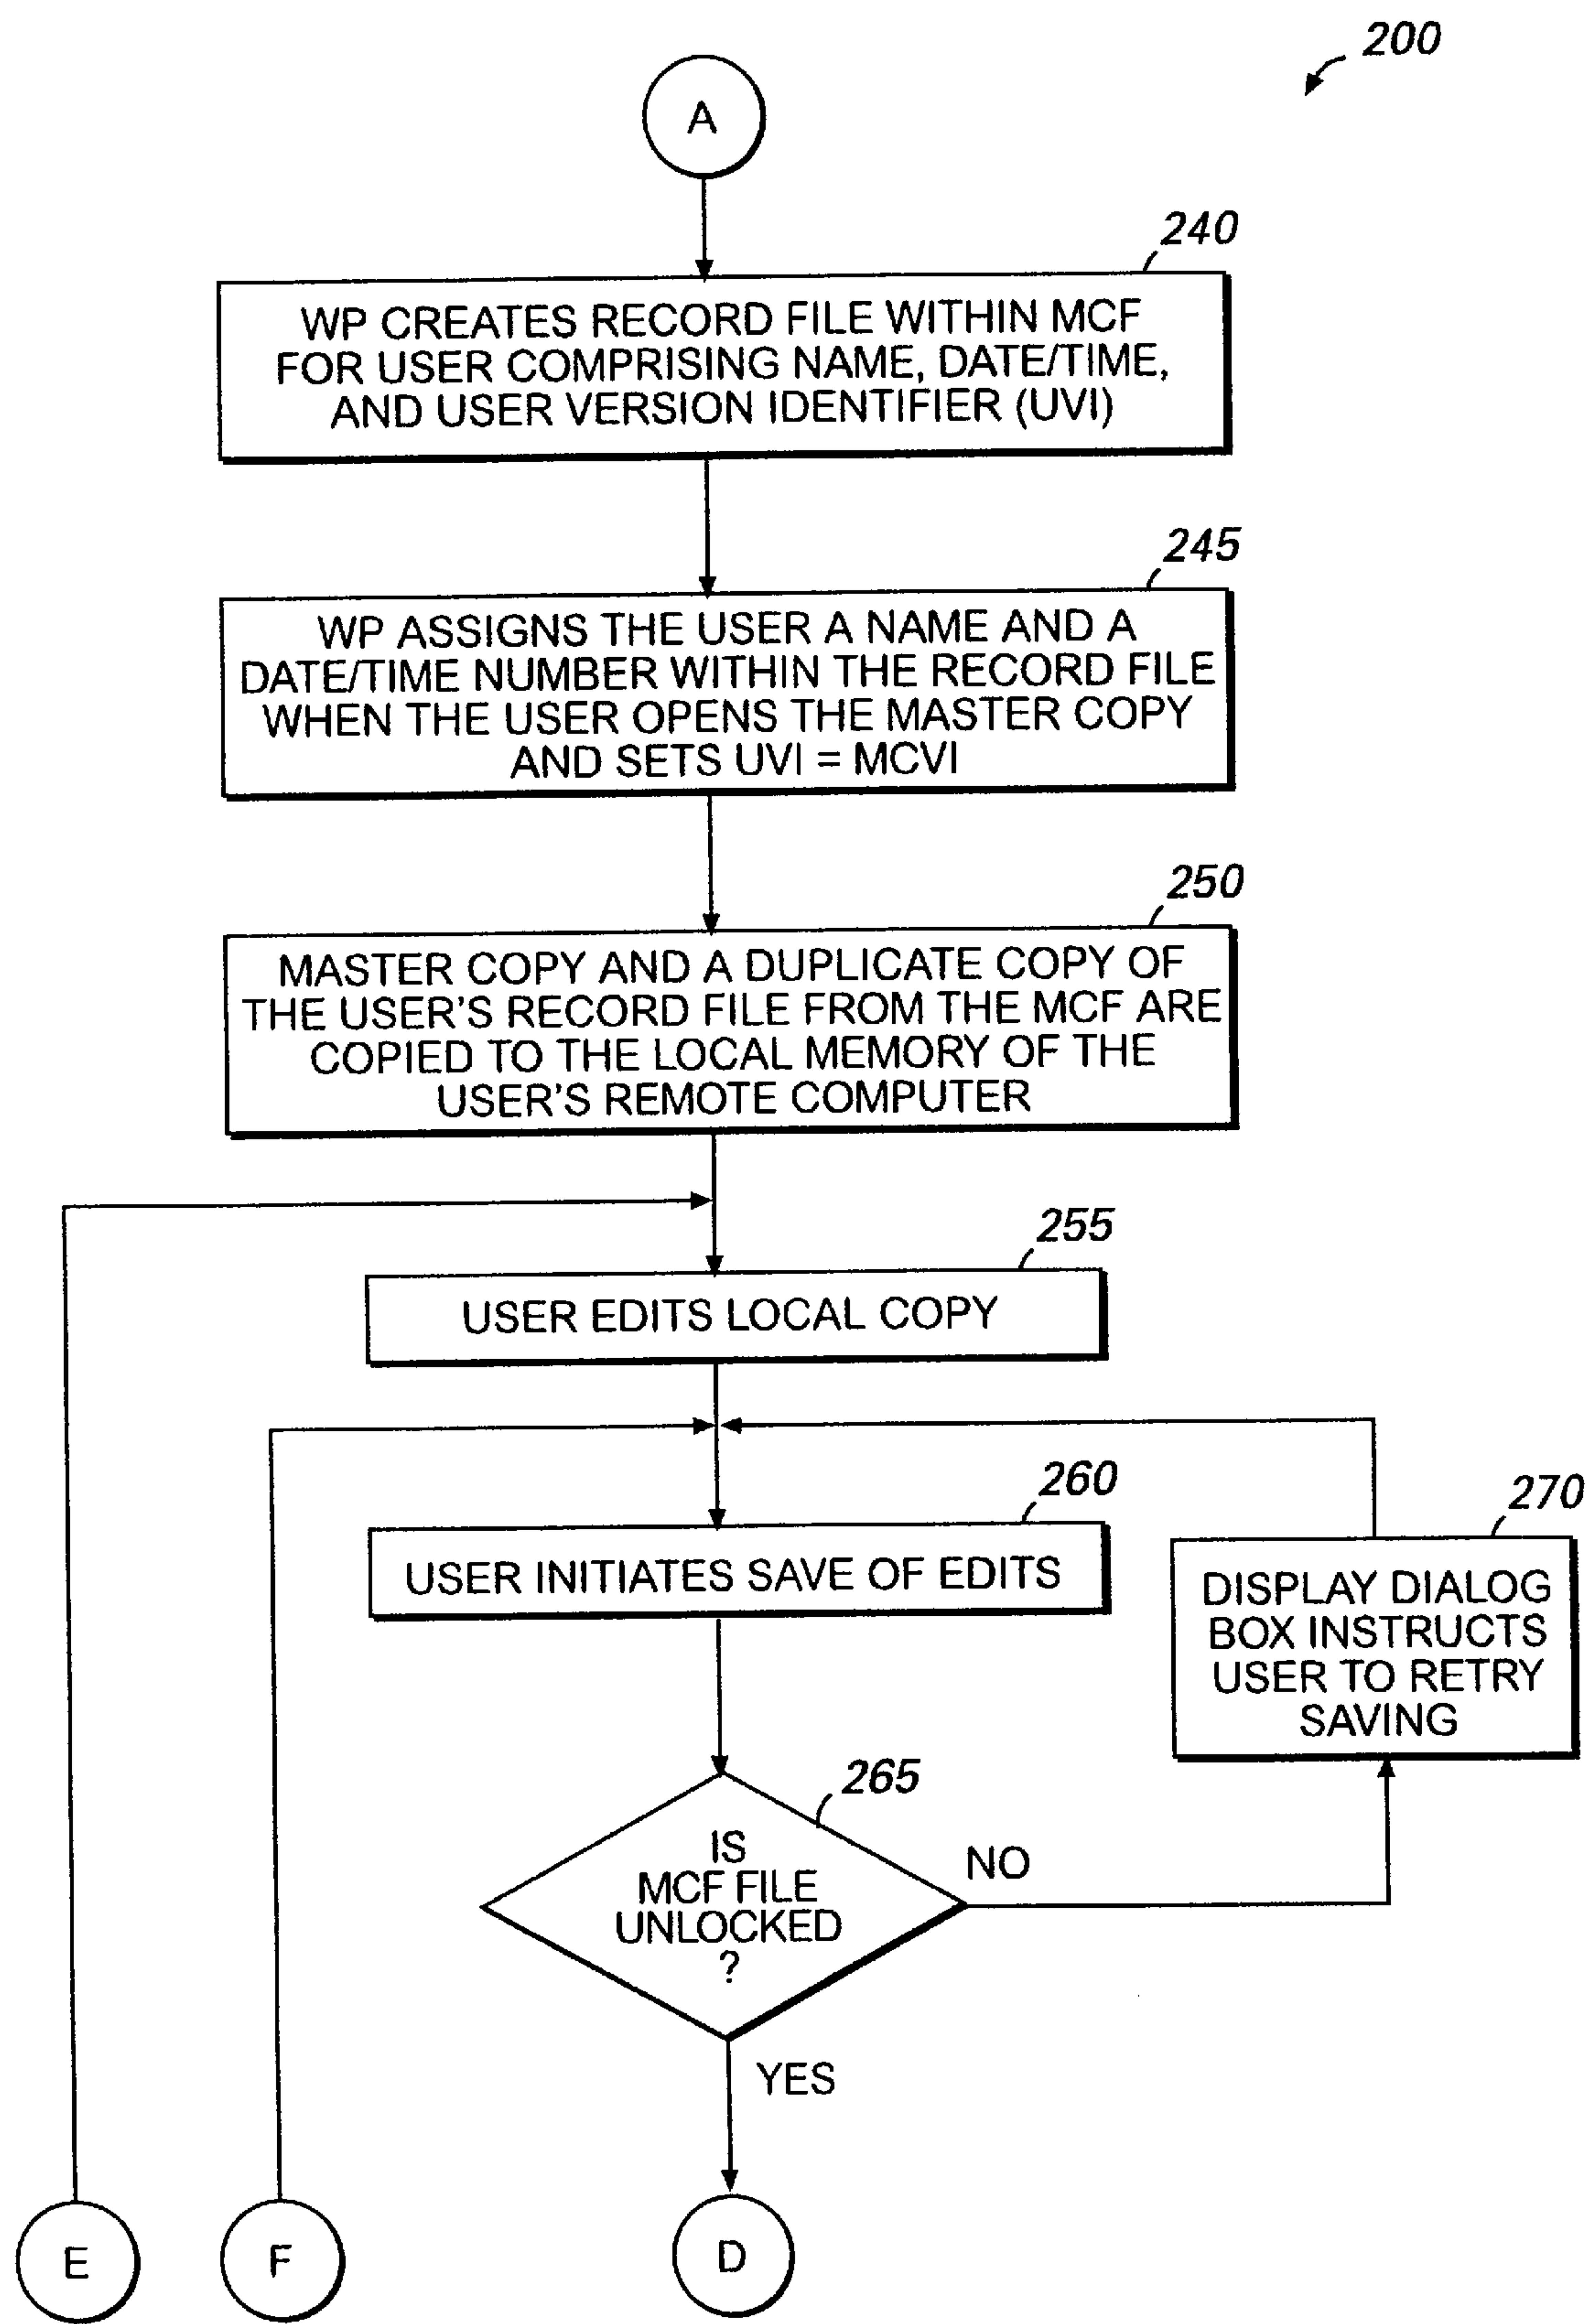 200
A
240
WP CREATES RECORD FILE WITHIN MCF
FOR USER COMPRISING NAME, DATE/TIME,
AND USER VERSION IDENTIFIER (UVI)
245
WP ASSIGNS THE USER A NAME AND A
DATE/TIME NUMBER WITHIN THE RECORD FILE
WHEN THE USER OPENS THE MASTER COPY
AND SETS UVI = MCVI
250
MASTER COPY AND A DUPLICATE COPY OF
THE USER'S RECORD FILE FROM THE MCF ARE
COPIED TO THE LOCAL MEMORY OF THE
USER'S REMOTE COMPUTER
255
USER EDITS LOCAL COPY
260
USER INITIATES SAVE OF EDITS
270
DISPLAY DIALOG
BOX INSTRUCTS
USER TO RETRY
SAVING
265
IS
MCF FILE
UNLOCKED
?
NO
YES
E
F
D